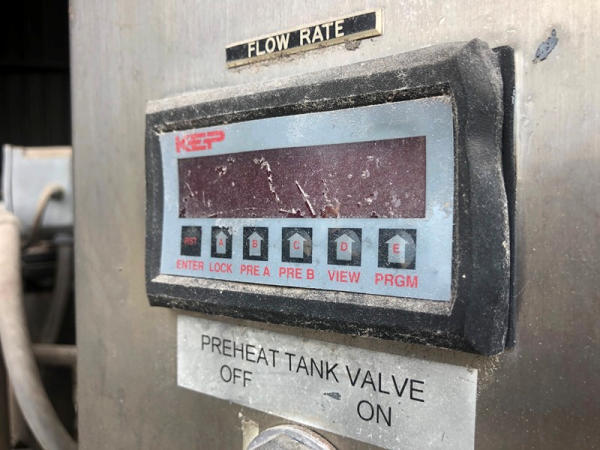 FLOW RATE
KEP
RST A B C D E
ENTER LOCK PRE A PRE B VIEW PRGM
PREHEAT TANK VALVE
OFF ON